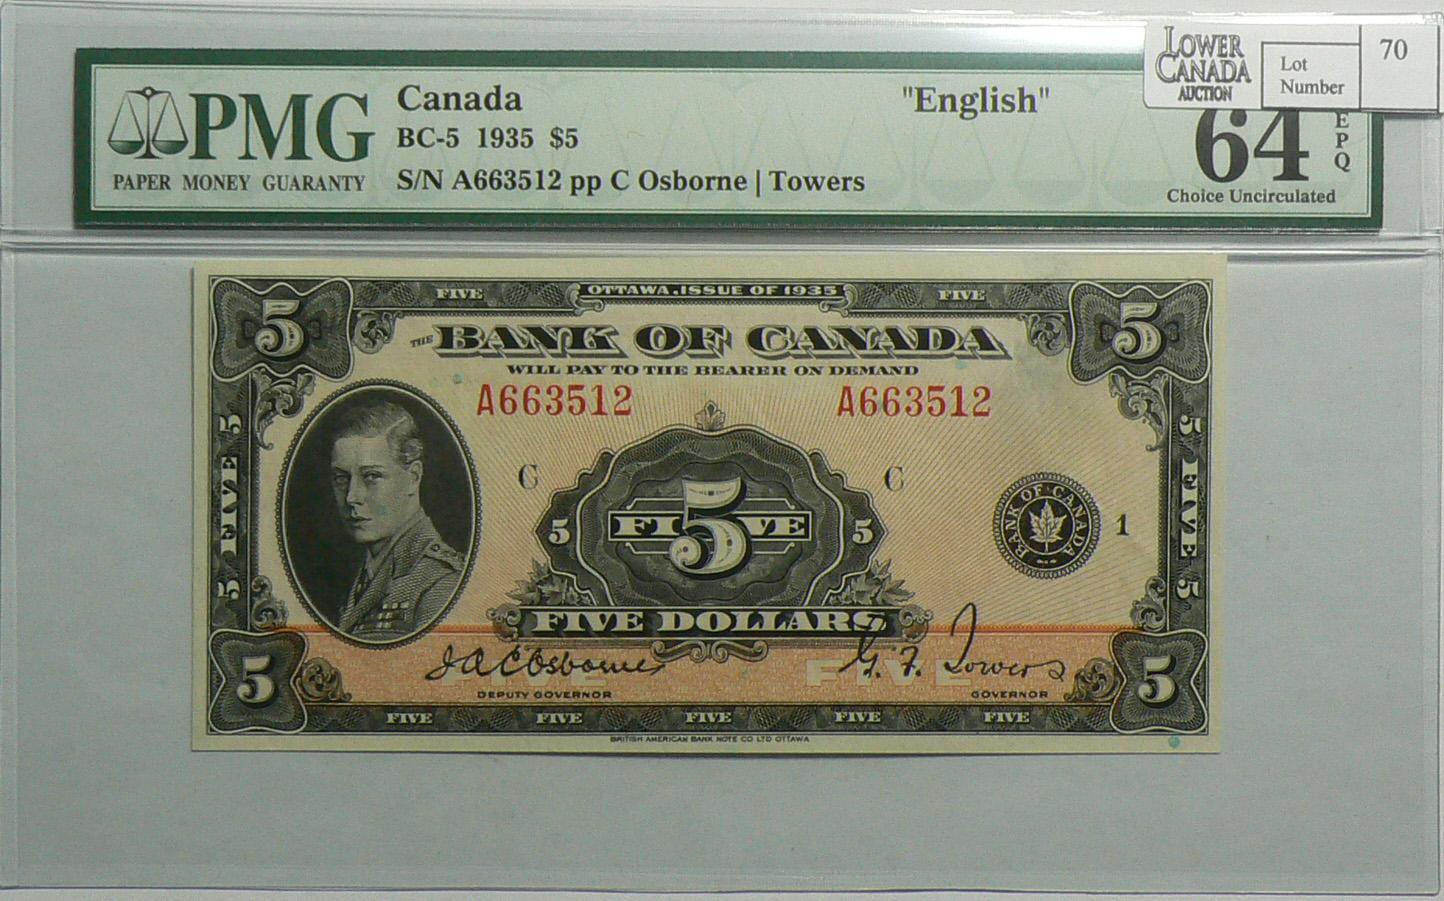 LOWER CANADA AUCTION
Lot Number
70
PMG
PAPER MONEY GUARANTY
Canada
"English"
BC-5 1935 $5
S/N A663512 pp C Osborne | Towers
64
EPQ
Choice Uncirculated
5 FIVE OTTAWA.ISSUE OF 1935 FIVE 5
THE BANK OF CANADA
WILL PAY TO THE BEARER ON DEMAND
A663512 A663512
C C
5 FIVE 5
5 FIVE 5
5 FIVE 5
5
BANK OF CANADA
1
FIVE DOLLARS
J A C Osborne G. F. Towers
FIVE FIVE
DEPUTY GOVERNOR GOVERNOR
5 5
FIVE FIVE FIVE FIVE FIVE
BRITISH AMERICAN BANK NOTE CO LTD OTTAWA